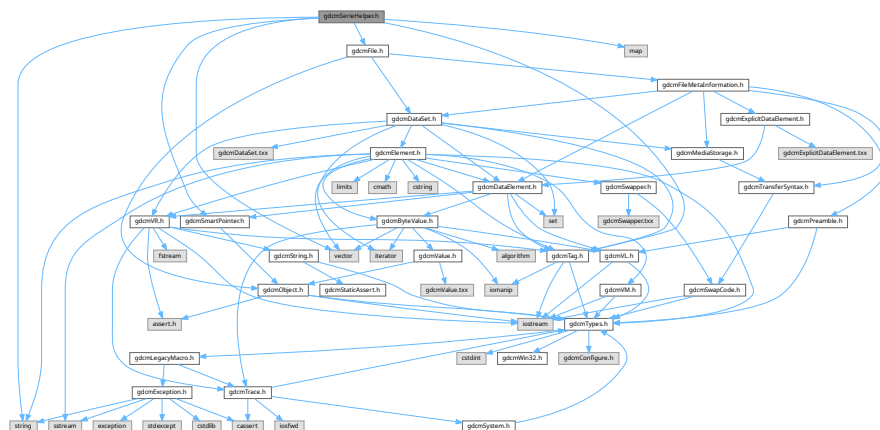 gdcmSerieHelper.h
gdcmFile.h
map
gdcmFileMetaInformation.h
gdcmDataSet.h
gdcmExplicitDataElement.h
gdcmDataSet.txx
gdcmElement.h
gdcmMediaStorage.h
gdcmExplicitDataElement.txx
limits
cmath
cstring
gdcmDataElement.h
gdcmSwapper.h
gdcmTransferSyntax.h
gdcmVR.h
gdcmSmartPointer.h
gdcmByteValue.h
set
gdcmSwapper.txx
gdcmPreamble.h
fstream
gdcmString.h
vector
iterator
gdcmValue.h
algorithm
gdcmTag.h
gdcmVL.h
gdcmObject.h
gdcmStaticAssert.h
gdcmValue.txx
iomanip
gdcmVM.h
gdcmSwapCode.h
assert.h
iostream
gdcmTypes.h
gdcmLegacyMacro.h
cstdint
gdcmWin32.h
gdcmConfigure.h
gdcmException.h
gdcmTrace.h
string
sstream
exception
stdexcept
cstdlib
cassert
iosfwd
gdcmSystem.h